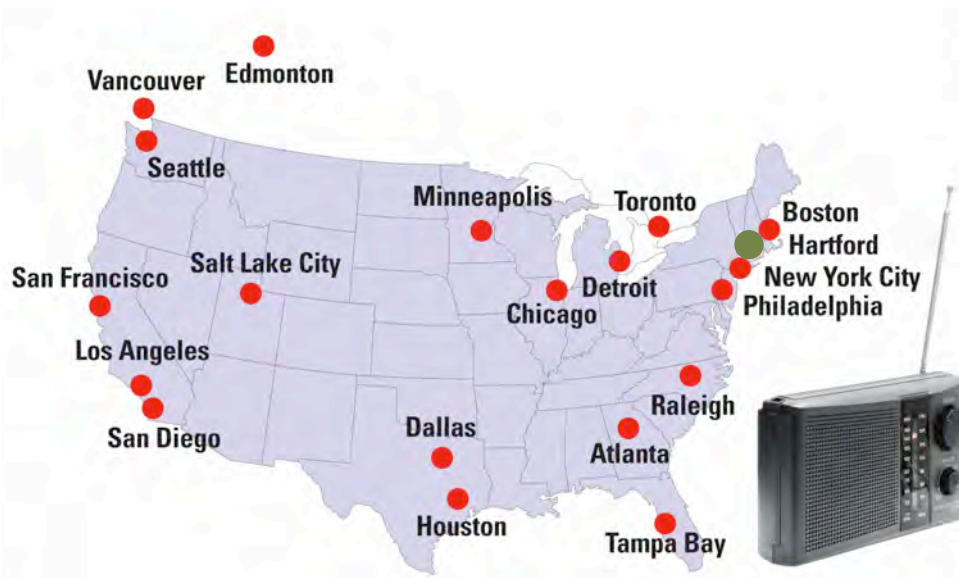 Edmonton
Vancouver
Seattle
Minneapolis
Toronto
Boston
Hartford
New York City
Philadelphia
Salt Lake City
San Francisco
Detroit
Chicago
Los Angeles
San Diego
Raleigh
Dallas
Atlanta
Houston
Tampa Bay